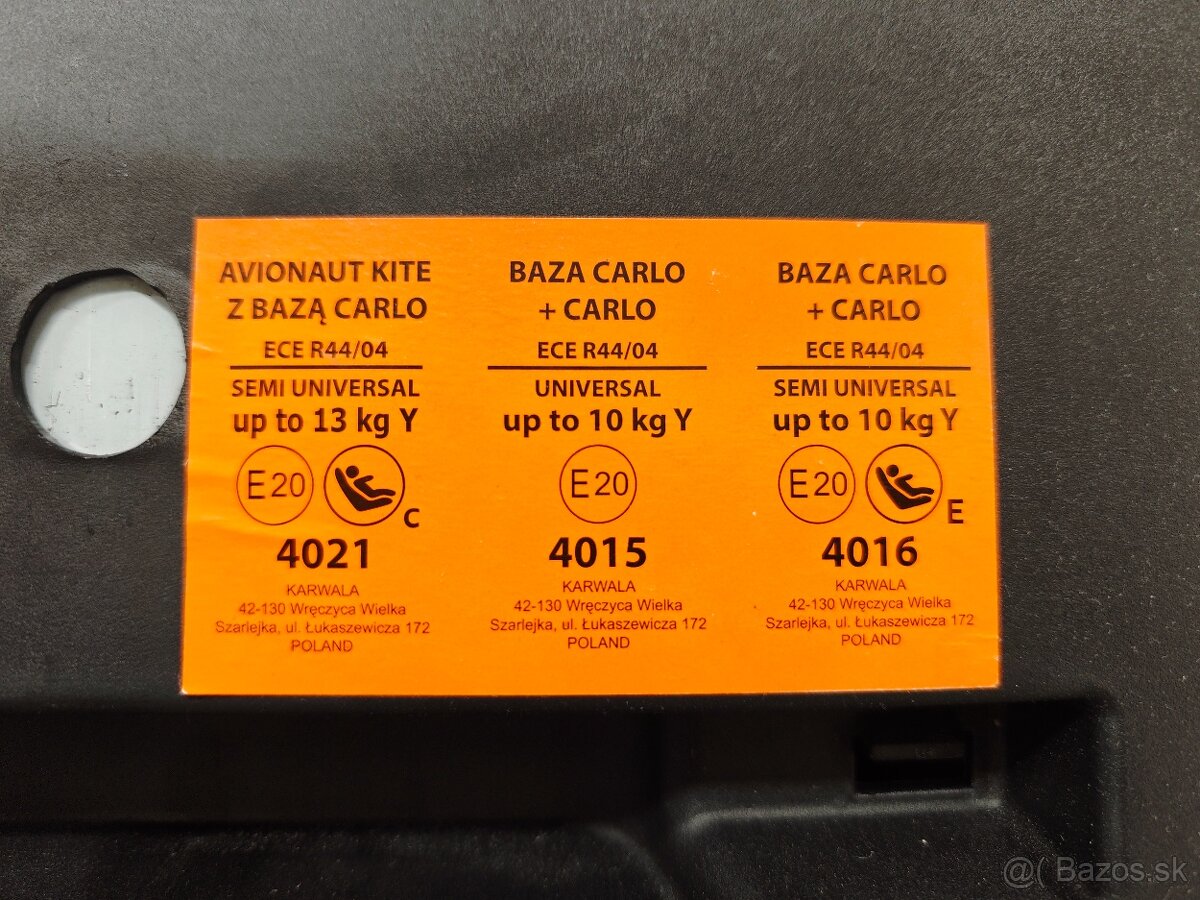 AVIONAUT KITE
Z BAZĄ CARLO
ECE R44/04
SEMI UNIVERSAL
up to 13 kg Y
E20
C
4021
KARWALA
42-130 Wręczyca Wielka
Szarlejka, ul. Łukaszewicza 172
POLAND
BAZA CARLO
+ CARLO
ECE R44/04
UNIVERSAL
up to 10 kg Y
E20
4015
KARWALA
42-130 Wręczyca Wielka
Szarlejka, ul. Łukaszewicza 172
POLAND
BAZA CARLO
+ CARLO
ECE R44/04
SEMI UNIVERSAL
up to 10 kg Y
E20
E
4016
KARWALA
42-130 Wręczyca Wielka
Szarlejka, ul. Łukaszewicza 172
POLAND
@( Bazos.sk